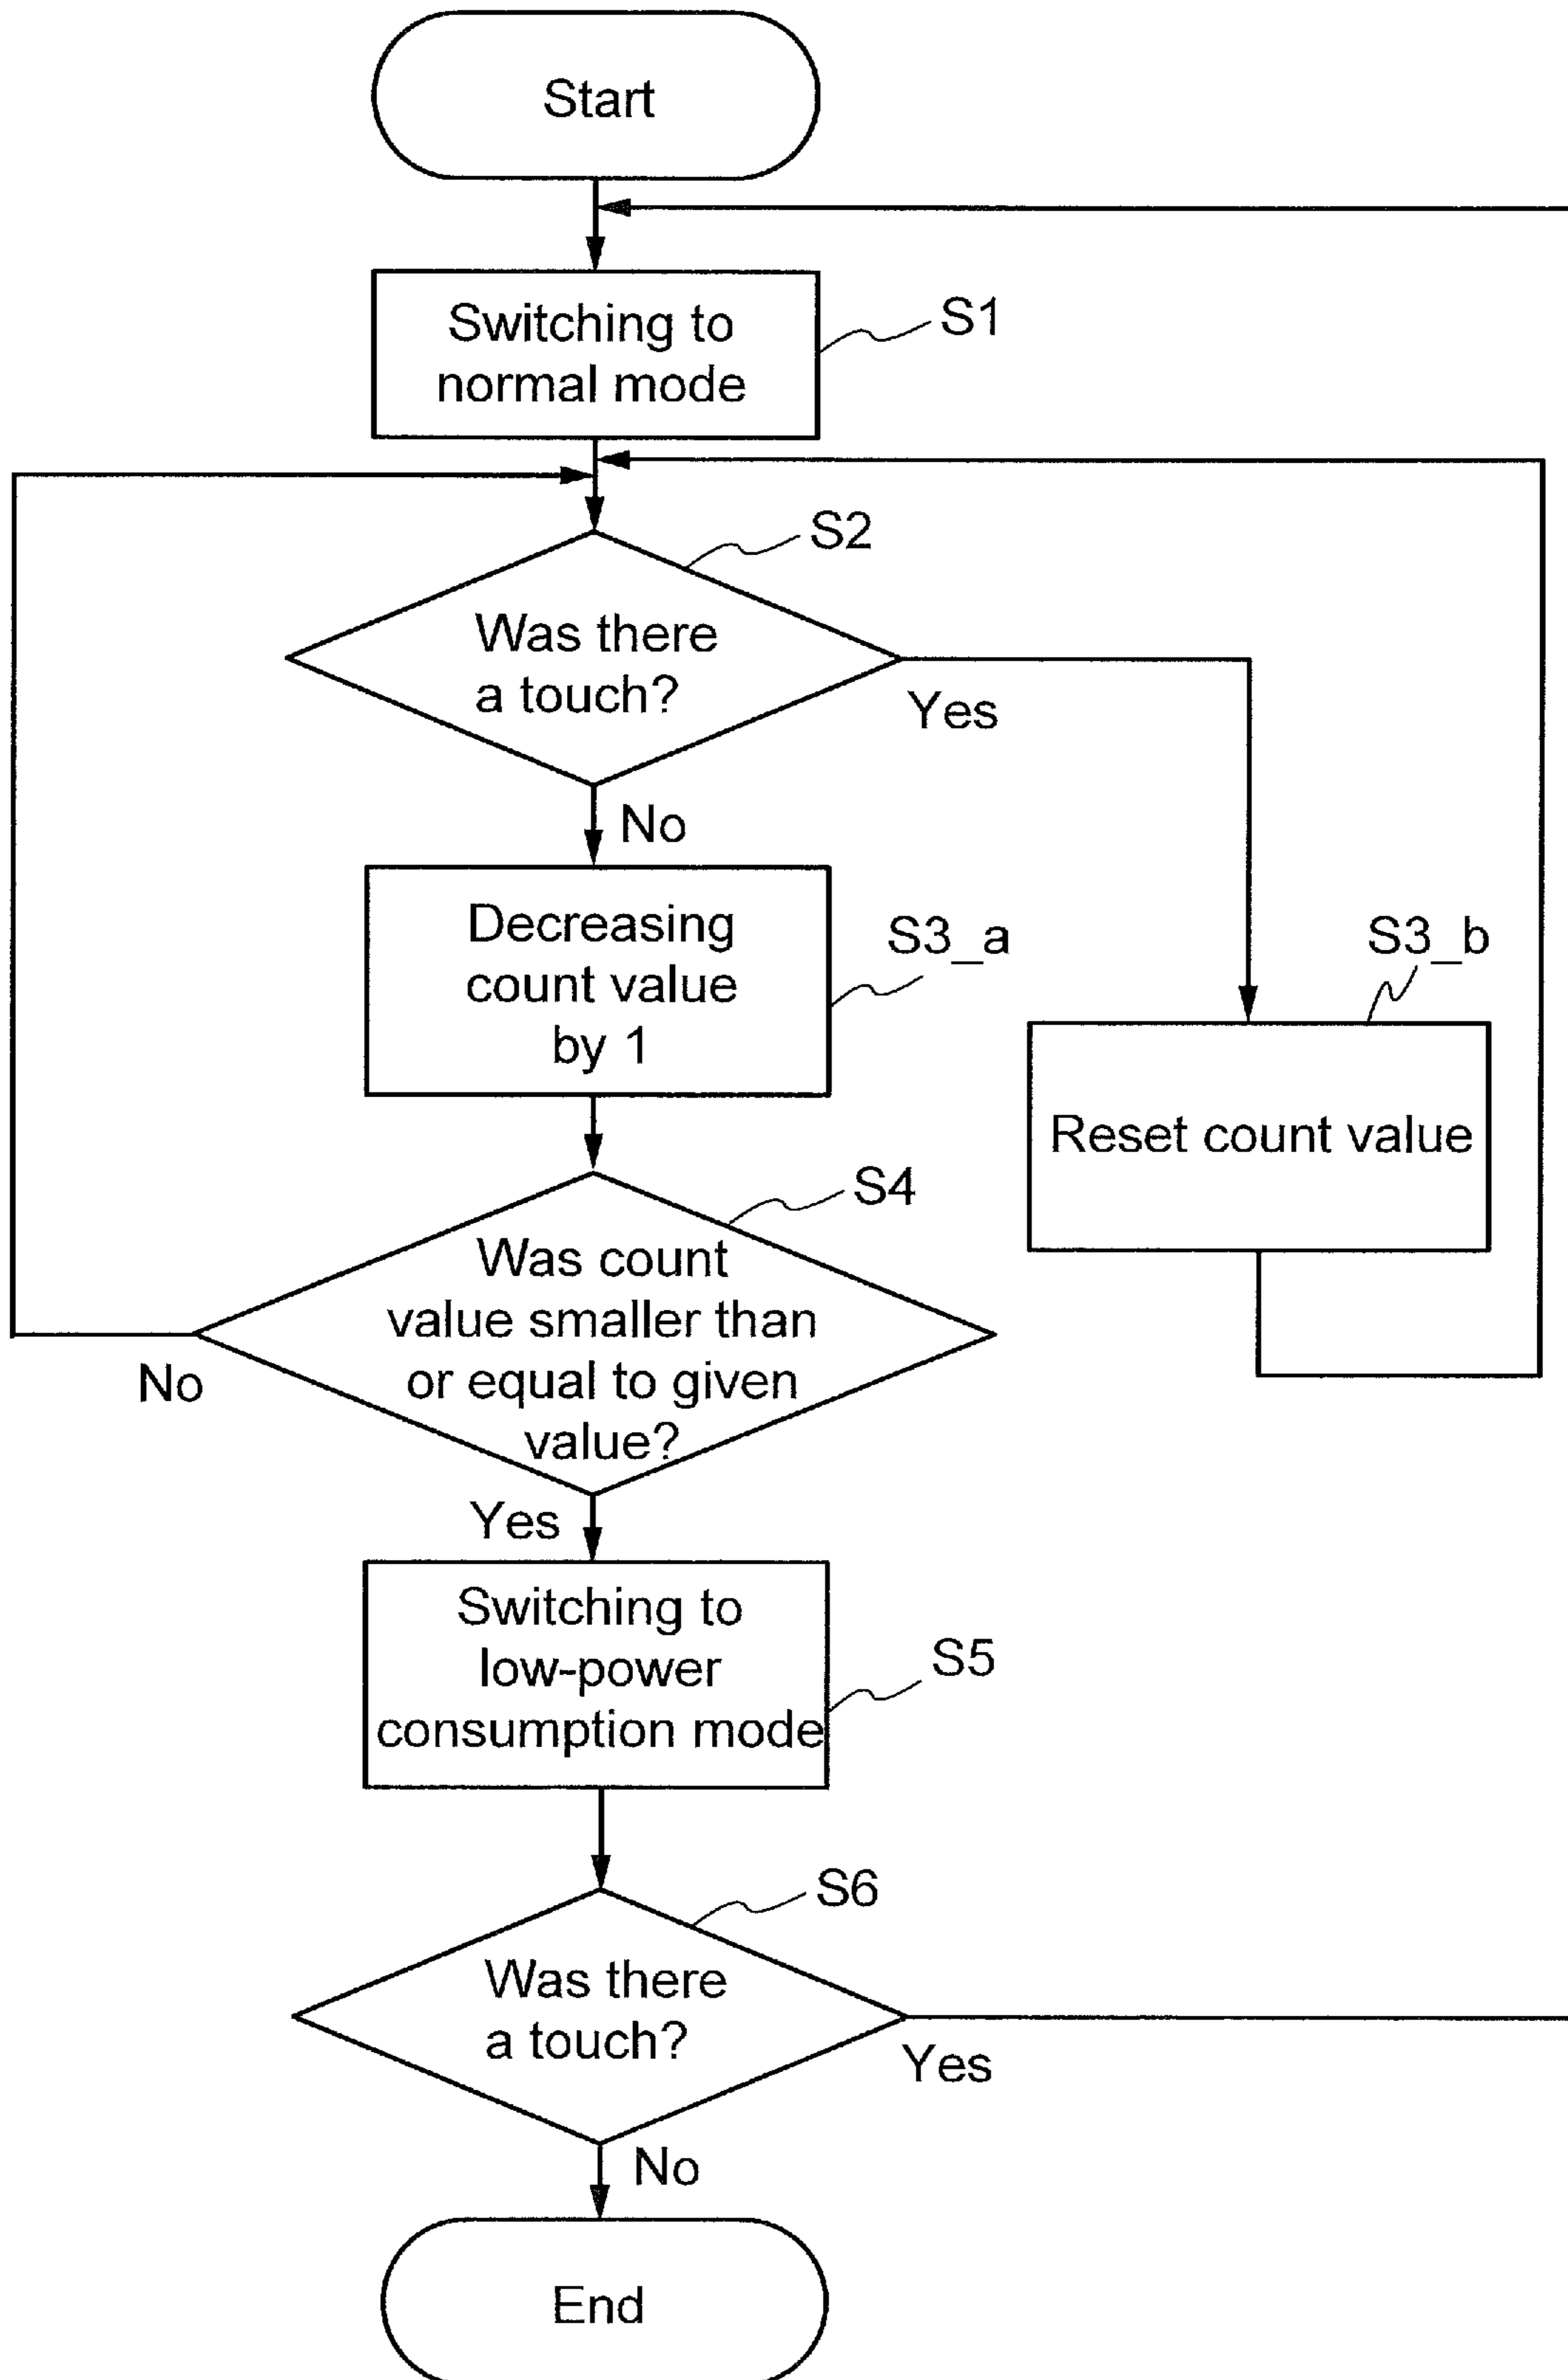 Start
Switching to
normal mode
S1
S2
Was there
a touch?
Yes
No
Decreasing
count value
by 1
S3_a
S3_b
Reset count value
S4
Was count
value smaller than
or equal to given
value?
No
Yes
Switching to
low-power
consumption mode
S5
S6
Was there
a touch?
Yes
No
End